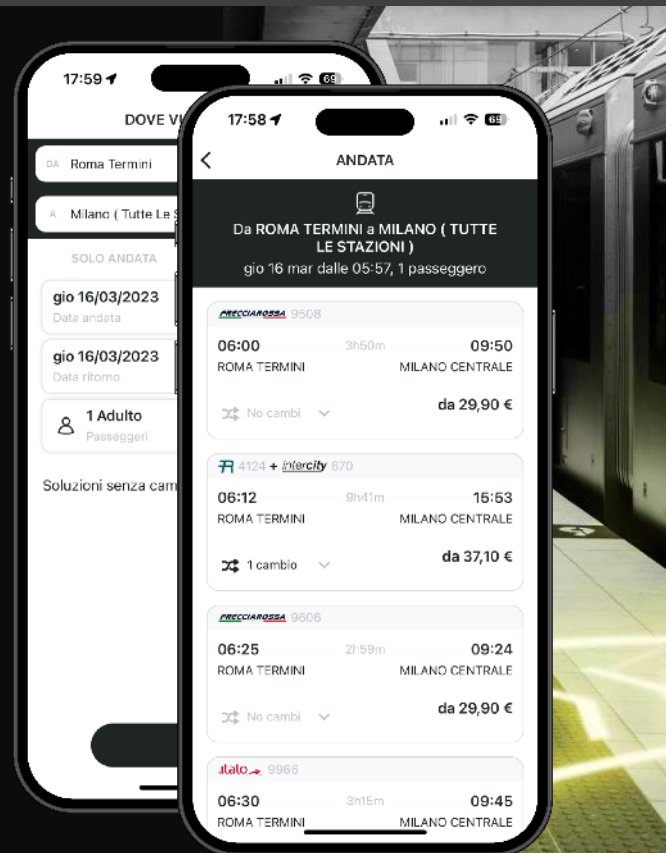 17:59
69
DOVE
DA Roma Termini
A Milano ( Tutte Le
SOLO ANDATA
gio 16/03/2023
Data andata
gio 16/03/2023
Data ritorno
1 Adulto
Passeggeri
Soluzioni senza
17:58
69
ANDATA
Da ROMA TERMINI a MILANO ( TUTTE
LE STAZIONI )
gio 16 mar dalle 05:57, 1 passeggero
FRECCIAROSSA 9508
06:00 3h50m 09:50
ROMA TERMINI MILANO CENTRALE
No cambi da 29,90 €
4124 + intercity 670
06:12 9h41m 15:53
ROMA TERMINI MILANO CENTRALE
1 cambio da 37,10 €
FRECCIAROSSA 9606
06:25 2h59m 09:24
ROMA TERMINI MILANO CENTRALE
No cambi da 29,90 €
italo 9966
06:30 3h15m 09:45
ROMA TERMINI MILANO CENTRALE